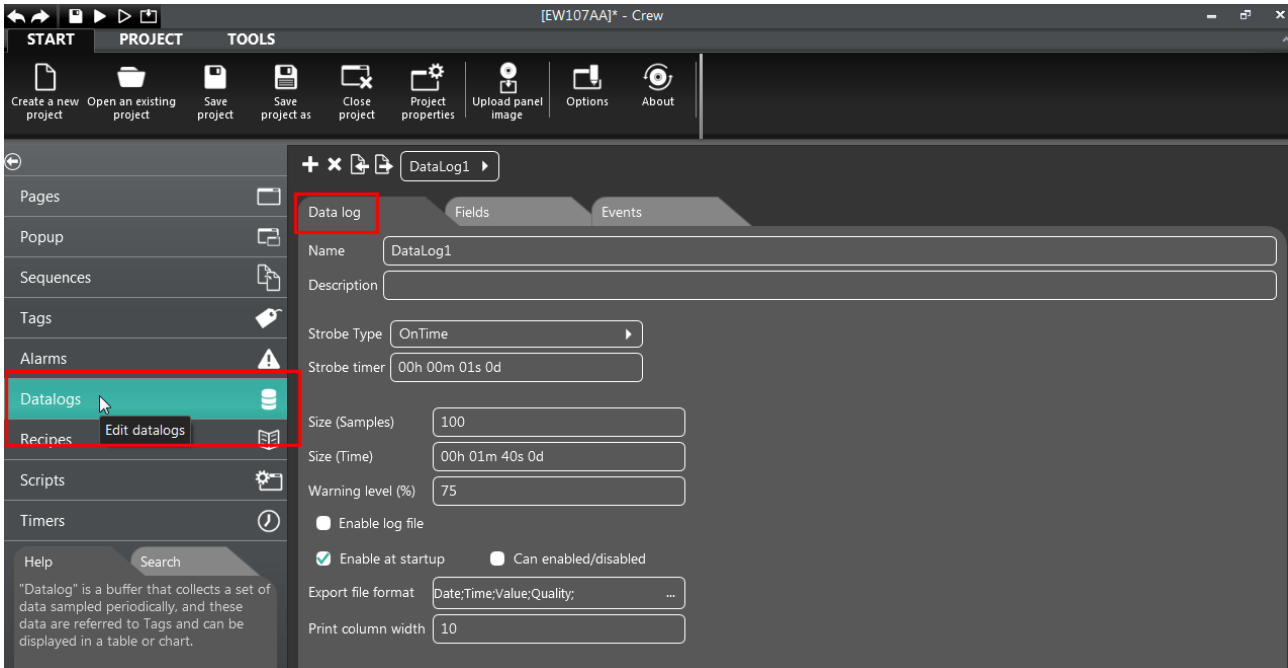 [EW107AA]* - Crew
START PROJECT TOOLS
Create a new project
Open an existing project
Save project
Save project as
Close project
Project properties
Upload panel image
Options
About
DataLog1
Pages
Popup
Sequences
Tags
Alarms
Datalogs
Edit datalogs
Recipes
Scripts
Timers
Help Search
"Datalog" is a buffer that collects a set of
data sampled periodically, and these
data are referred to Tags and can be
displayed in a table or chart.
Data log Fields Events
Name DataLog1
Description
Strobe Type OnTime
Strobe timer 00h 00m 01s 0d
Size (Samples) 100
Size (Time) 00h 01m 40s 0d
Warning level (%) 75
Enable log file
Enable at startup Can enabled/disabled
Export file format Date;Time;Value;Quality; ...
Print column width 10